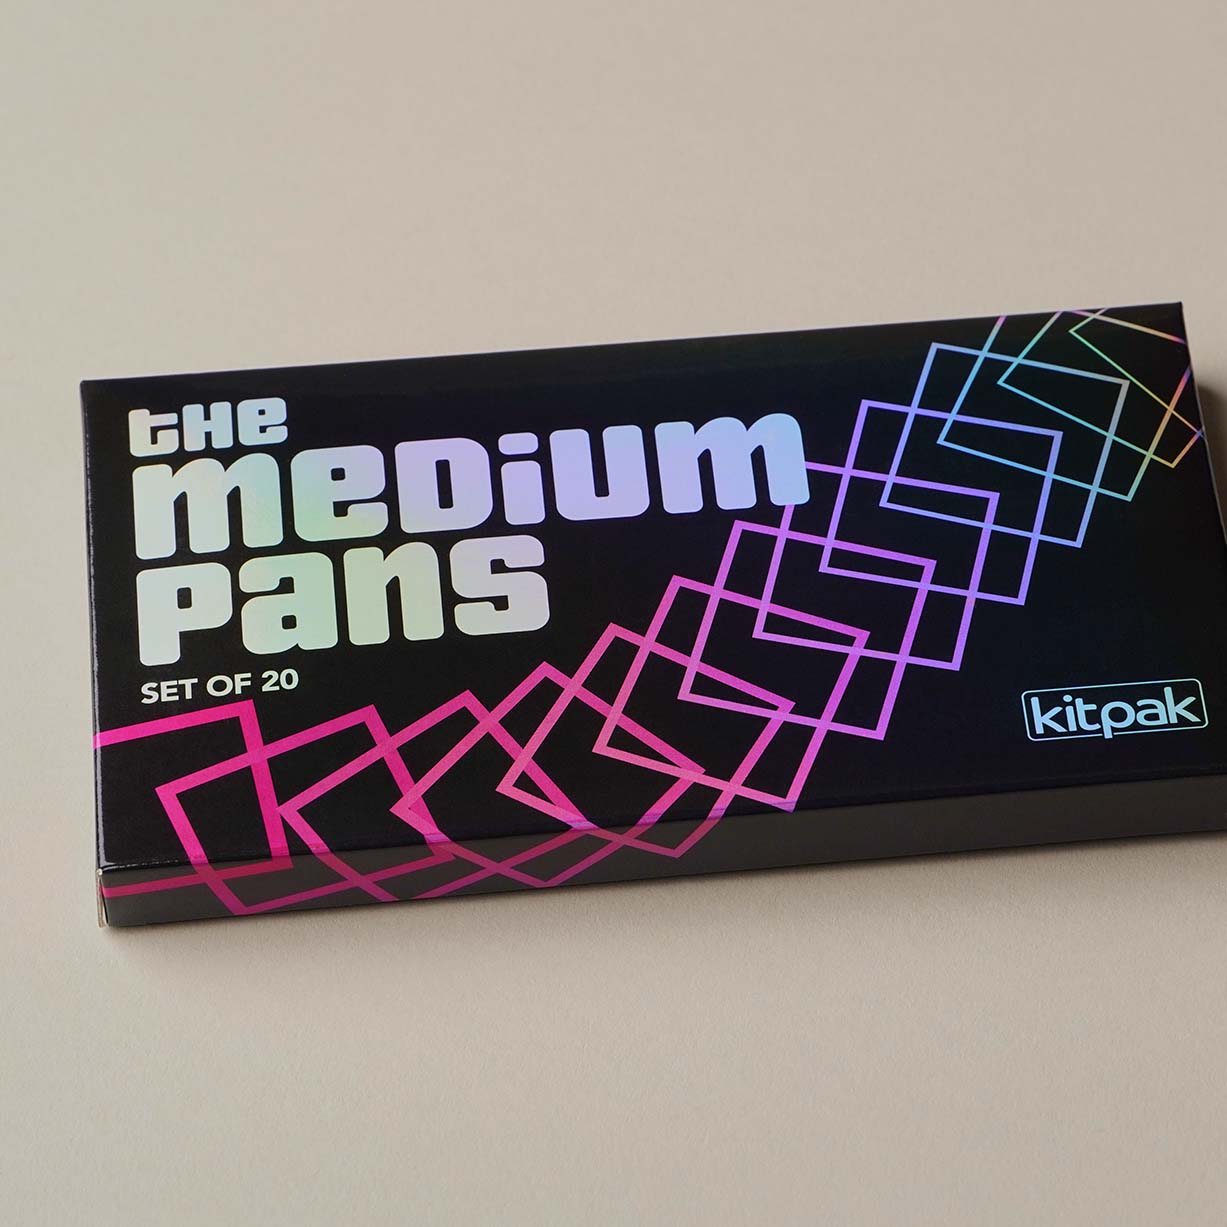 tHe
meDium
pans
SET OF 20
kitpak